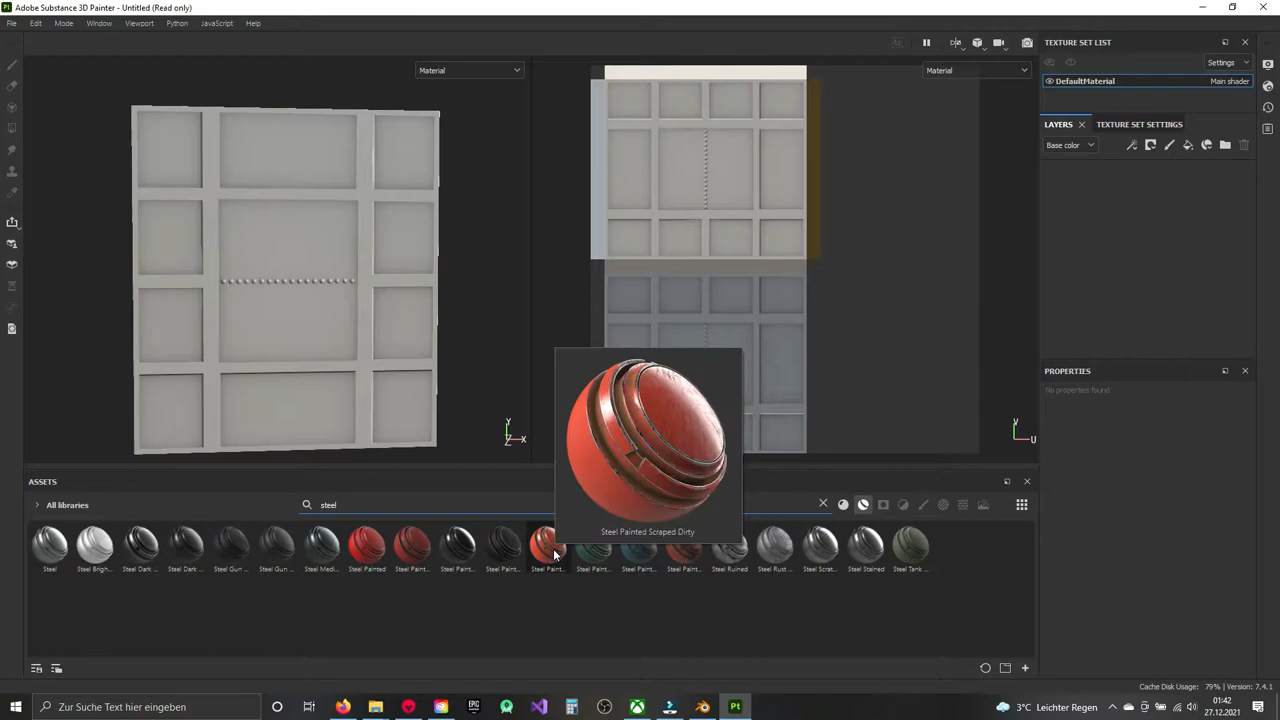 Adobe Substance 3D Painter - Untitled (Read only)
File Edit Mode Window Viewport Python JavaScript Help
Material
Material
Y
X
Z
V
U
TEXTURE SET LIST
Settings
DefaultMaterial Main shader
LAYERS TEXTURE SET SETTINGS
Base color
PROPERTIES
No properties found
ASSETS
All libraries
steel
Steel Painted Scraped Dirty
Steel Steel Brigh... Steel Dark ... Steel Dark ... Steel Gun ... Steel Gun ... Steel Medi... Steel Painted Steel Paint... Steel Paint... Steel Paint... Steel Paint... Steel Paint... Steel Paint... Steel Paint... Steel Ruined Steel Rust ... Steel Scrat... Steel Stained Steel Tank ...
Cache Disk Usage: 79% | Version: 7.4.1
Zur Suche Text hier eingeben
EPIC
Pt
3°C Leichter Regen
01:42
27.12.2021